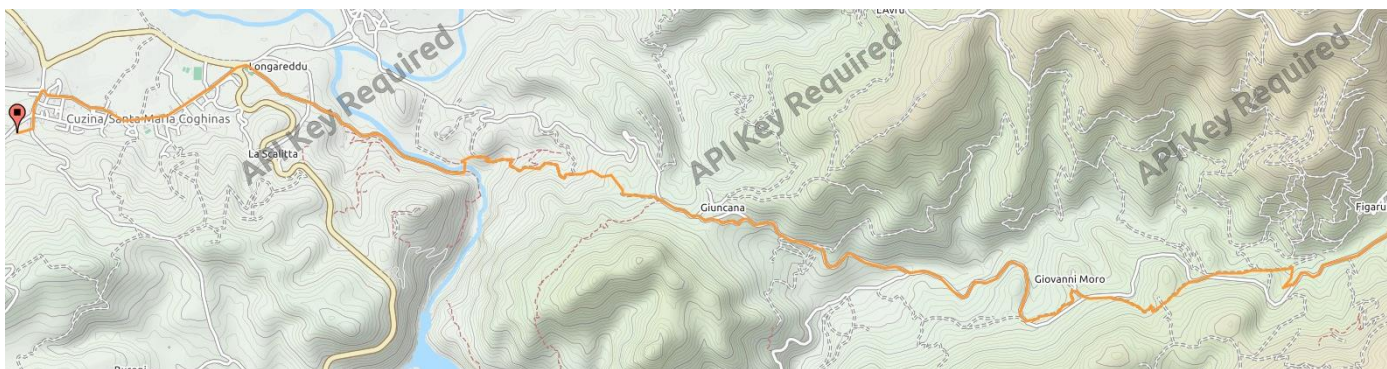 L'Avru
API Key Required
API Key Required
API Key Required
Longareddu
Cuzina/Santa Maria Coghinas
La Scalitta
Giuncana
Figaru
Giovanni Moro